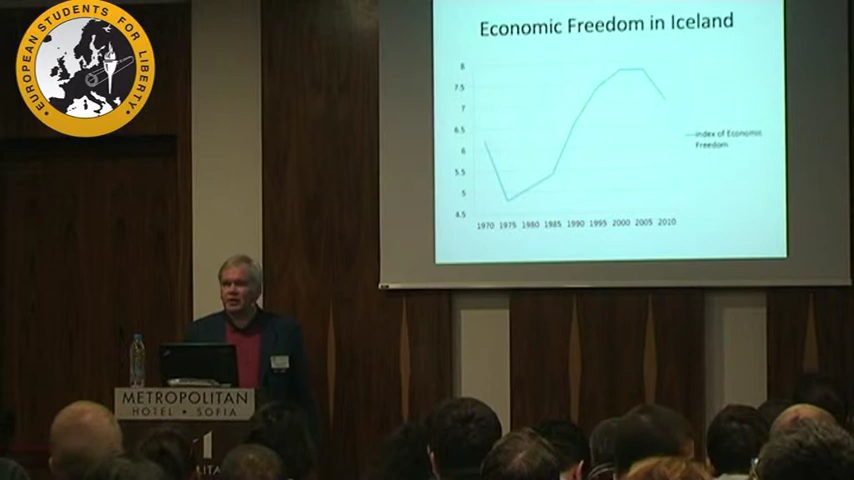 EUROPEAN STUDENTS FOR LIBERTY
Economic Freedom in Iceland
8
7.5
7
6.5
6
5.5
5
4.5
1970 1975 1980 1985 1990 1995 2000 2005 2010
index of Economic
Freedom
METROPOLITAN
HOTEL • SOFIA